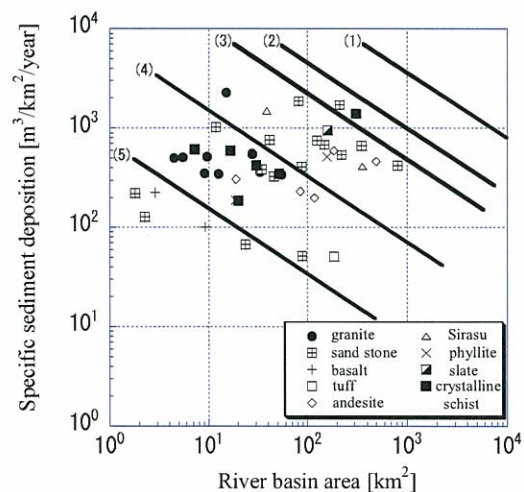 Specific sediment deposition [m³/km²/year]
10⁴
10³
10²
10¹
10⁰
(1)
(2)
(3)
(4)
(5)
granite
sand stone
basalt
tuff
andesite
Sirasu
phyllite
slate
crystalline
schist
10⁰ 10¹ 10² 10³ 10⁴
River basin area [km²]